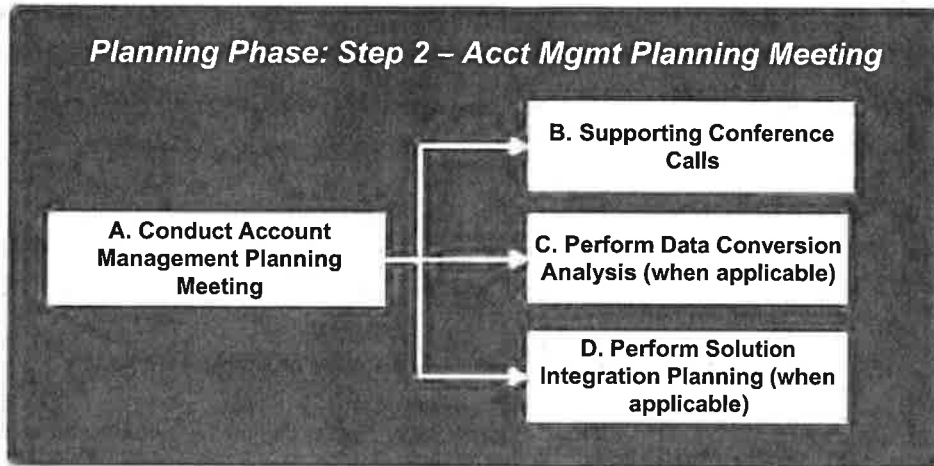 Planning Phase: Step 2 – Acct Mgmt Planning Meeting
A. Conduct Account
Management Planning
Meeting
B. Supporting Conference
Calls
C. Perform Data Conversion
Analysis (when applicable)
D. Perform Solution
Integration Planning (when
applicable)